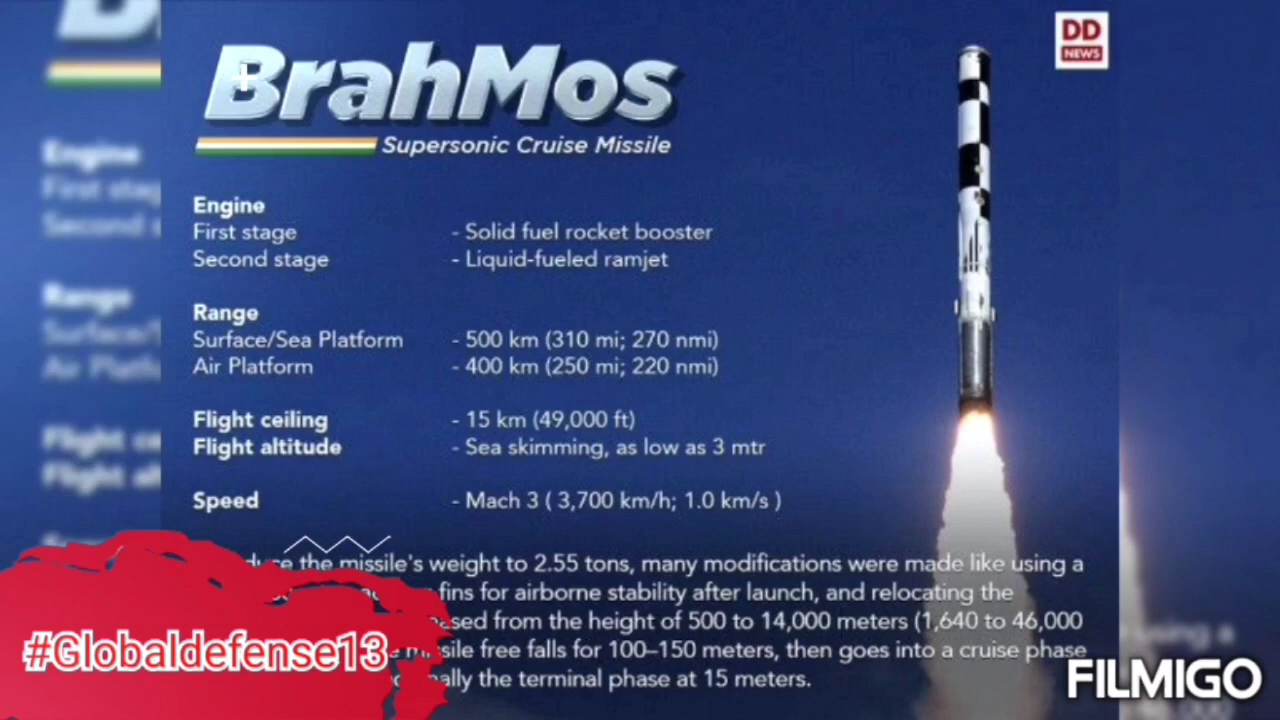 BrahMos
Supersonic Cruise Missile
DD
NEWS
Engine
First stage - Solid fuel rocket booster
Second stage - Liquid-fueled ramjet
Range
Surface/Sea Platform - 500 km (310 mi; 270 nmi)
Air Platform - 400 km (250 mi; 220 nmi)
Flight ceiling - 15 km (49,000 ft)
Flight altitude - Sea skimming, as low as 3 mtr
Speed - Mach 3 ( 3,700 km/h; 1.0 km/s )
the missile's weight to 2.55 tons, many modifications were made like using a
fins for airborne stability after launch, and relocating the
from the height of 500 to 14,000 meters (1,640 to 46,000
free falls for 100–150 meters, then goes into a cruise phase
the terminal phase at 15 meters.
#Globaldefense13
FILMIGO